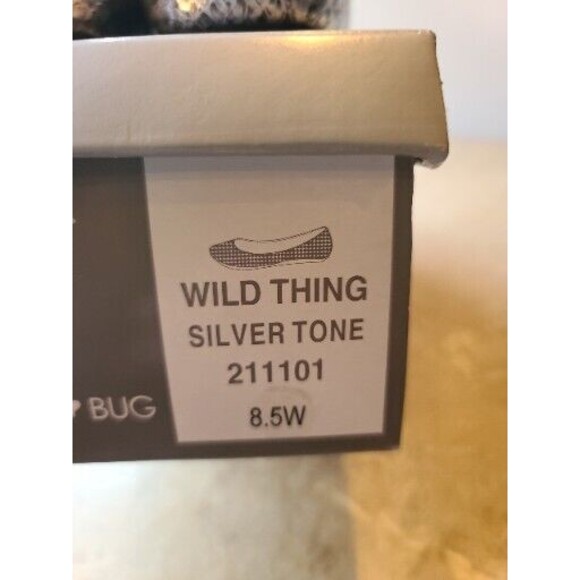 WILD THING
SILVER TONE
211101
8.5W
BUG